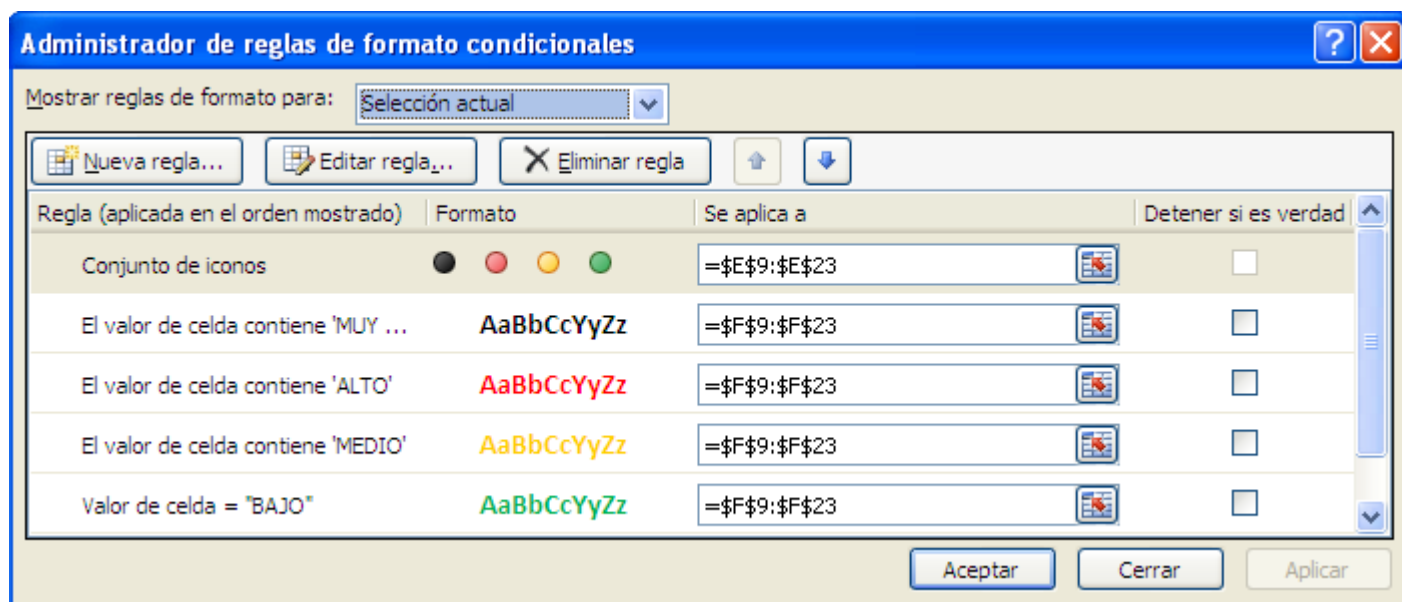 Administrador de reglas de formato condicionales
Mostrar reglas de formato para: Selección actual
Nueva regla... Editar regla... Eliminar regla
Regla (aplicada en el orden mostrado) Formato Se aplica a Detener si es verdad
Conjunto de iconos =$E$9:$E$23
El valor de celda contiene 'MUY ... AaBbCcYyZz =$F$9:$F$23
El valor de celda contiene 'ALTO' AaBbCcYyZz =$F$9:$F$23
El valor de celda contiene 'MEDIO' AaBbCcYyZz =$F$9:$F$23
Valor de celda = "BAJO" AaBbCcYyZz =$F$9:$F$23
Aceptar Cerrar Aplicar